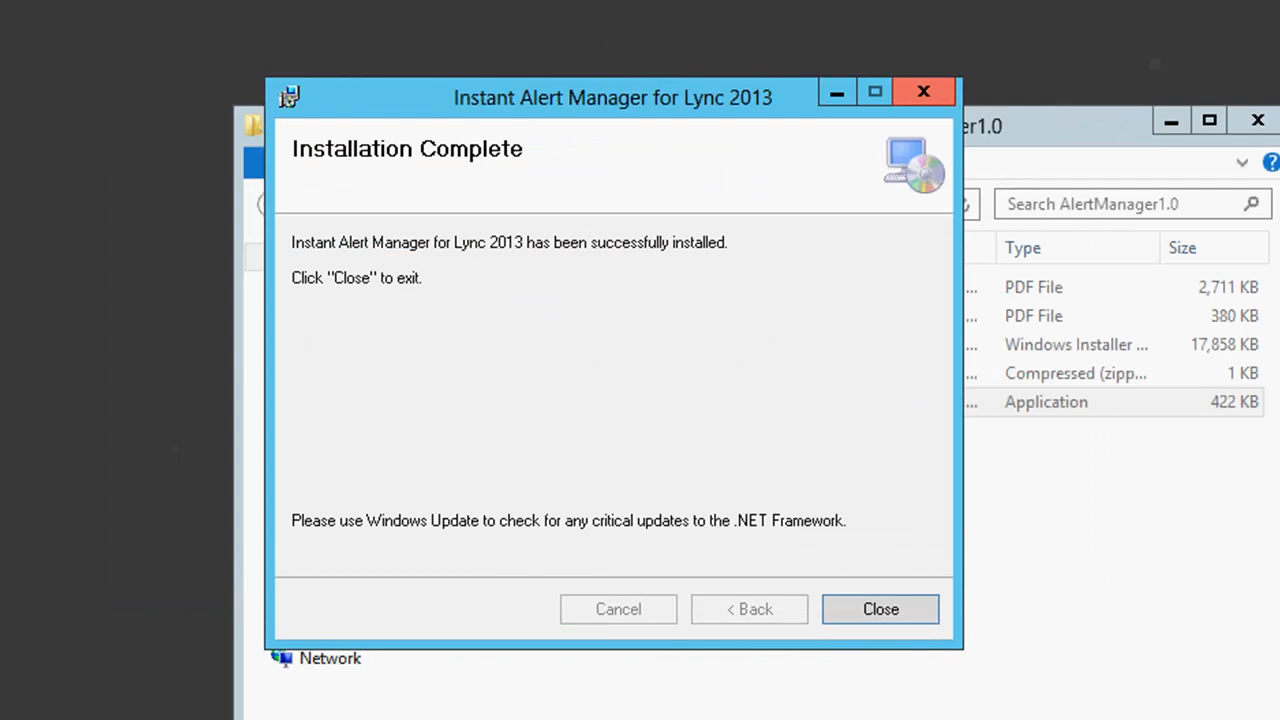 Instant Alert Manager for Lync 2013
er1.0
Installation Complete
Search AlertManager1.0
Instant Alert Manager for Lync 2013 has been successfully installed.
Type Size
Click "Close" to exit.
... PDF File 2,711 KB
... PDF File 380 KB
... Windows Installer ... 17,858 KB
... Compressed (zipp... 1 KB
... Application 422 KB
Please use Windows Update to check for any critical updates to the .NET Framework.
Cancel < Back Close
Network